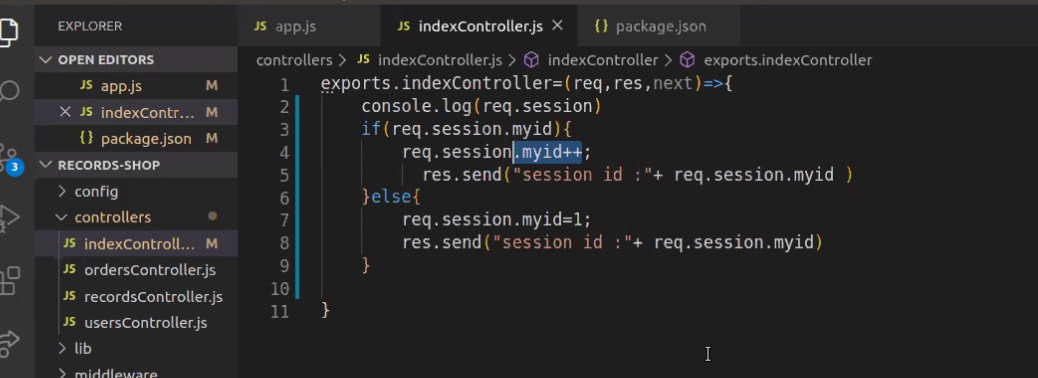 EXPLORER
OPEN EDITORS
JS app.js M
JS indexContr... M
{} package.json M
3
RECORDS-SHOP
config
controllers
JS indexControll... M
JS ordersController.js
JS recordsController.js
JS usersController.js
lib
middleware
JS app.js
JS indexController.js
{} package.json
controllers > JS indexController.js > indexController > exports.indexController
1 exports.indexController=(req,res,next)=>{
2 console.log(req.session)
3 if(req.session.myid){
4 req.session.myid++;
5 res.send("session id :"+ req.session.myid )
6 }else{
7 req.session.myid=1;
8 res.send("session id :"+ req.session.myid)
9 }
10
11 }